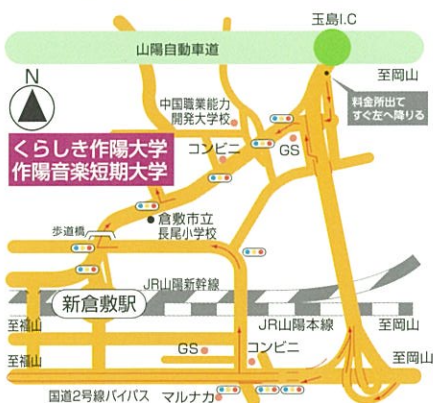 玉島I.C
山陽自動車道
至岡山
N
料金所出て
すぐ左へ降りる
中国職業能力
開発大学校
くらしき作陽大学
作陽音楽短期大学
コンビニ
GS
倉敷市立
長尾小学校
歩道橋
JR山陽新幹線
新倉敷駅
至福山
JR山陽本線
至岡山
GS
コンビニ
至福山
至岡山
国道2号線バイパス
マルナカ